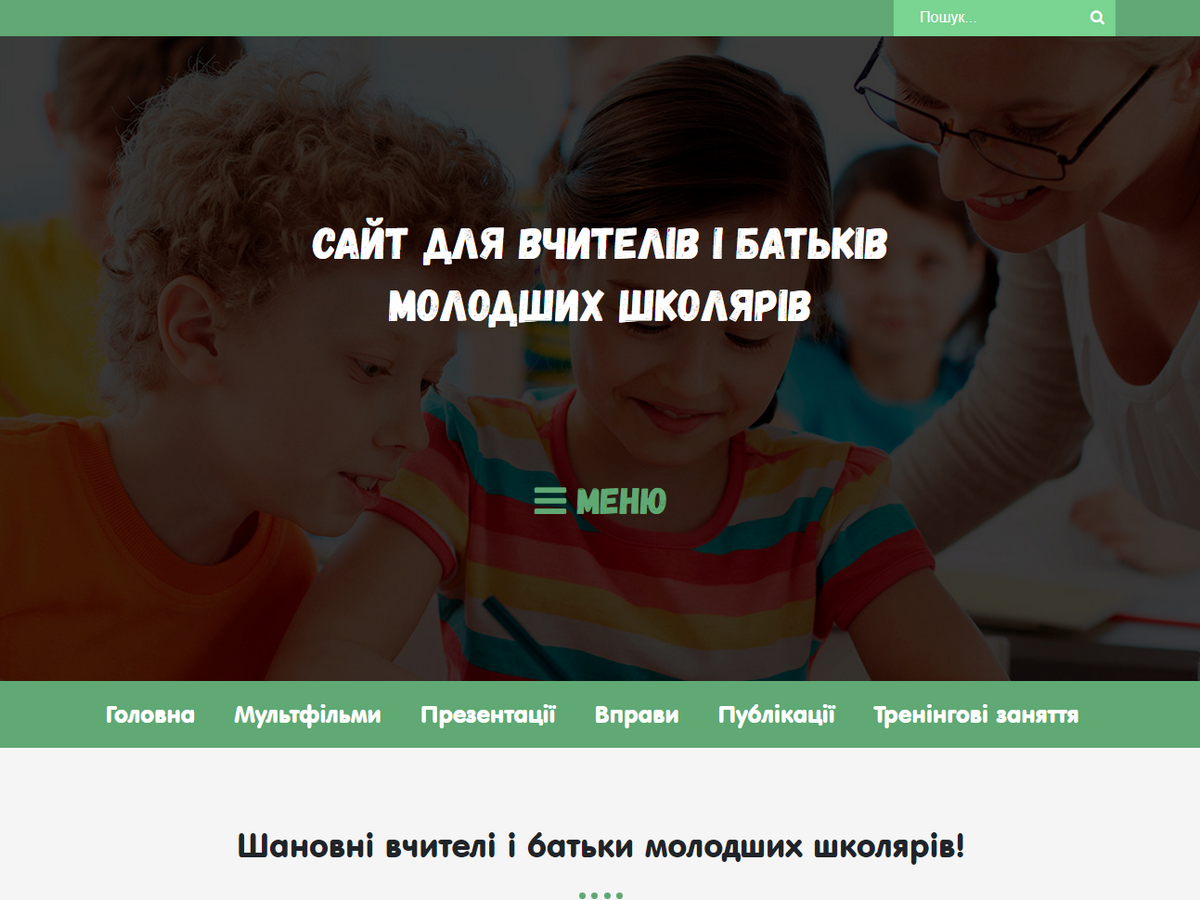 Пошук...
САЙТ ДЛЯ ВЧИТЕЛІВ І БАТЬКІВ
МОЛОДШИХ ШКОЛЯРІВ
МЕНЮ
Головна Мультфільми Презентації Вправи Публікації Тренінгові заняття
Шановні вчителі і батьки молодших школярів!